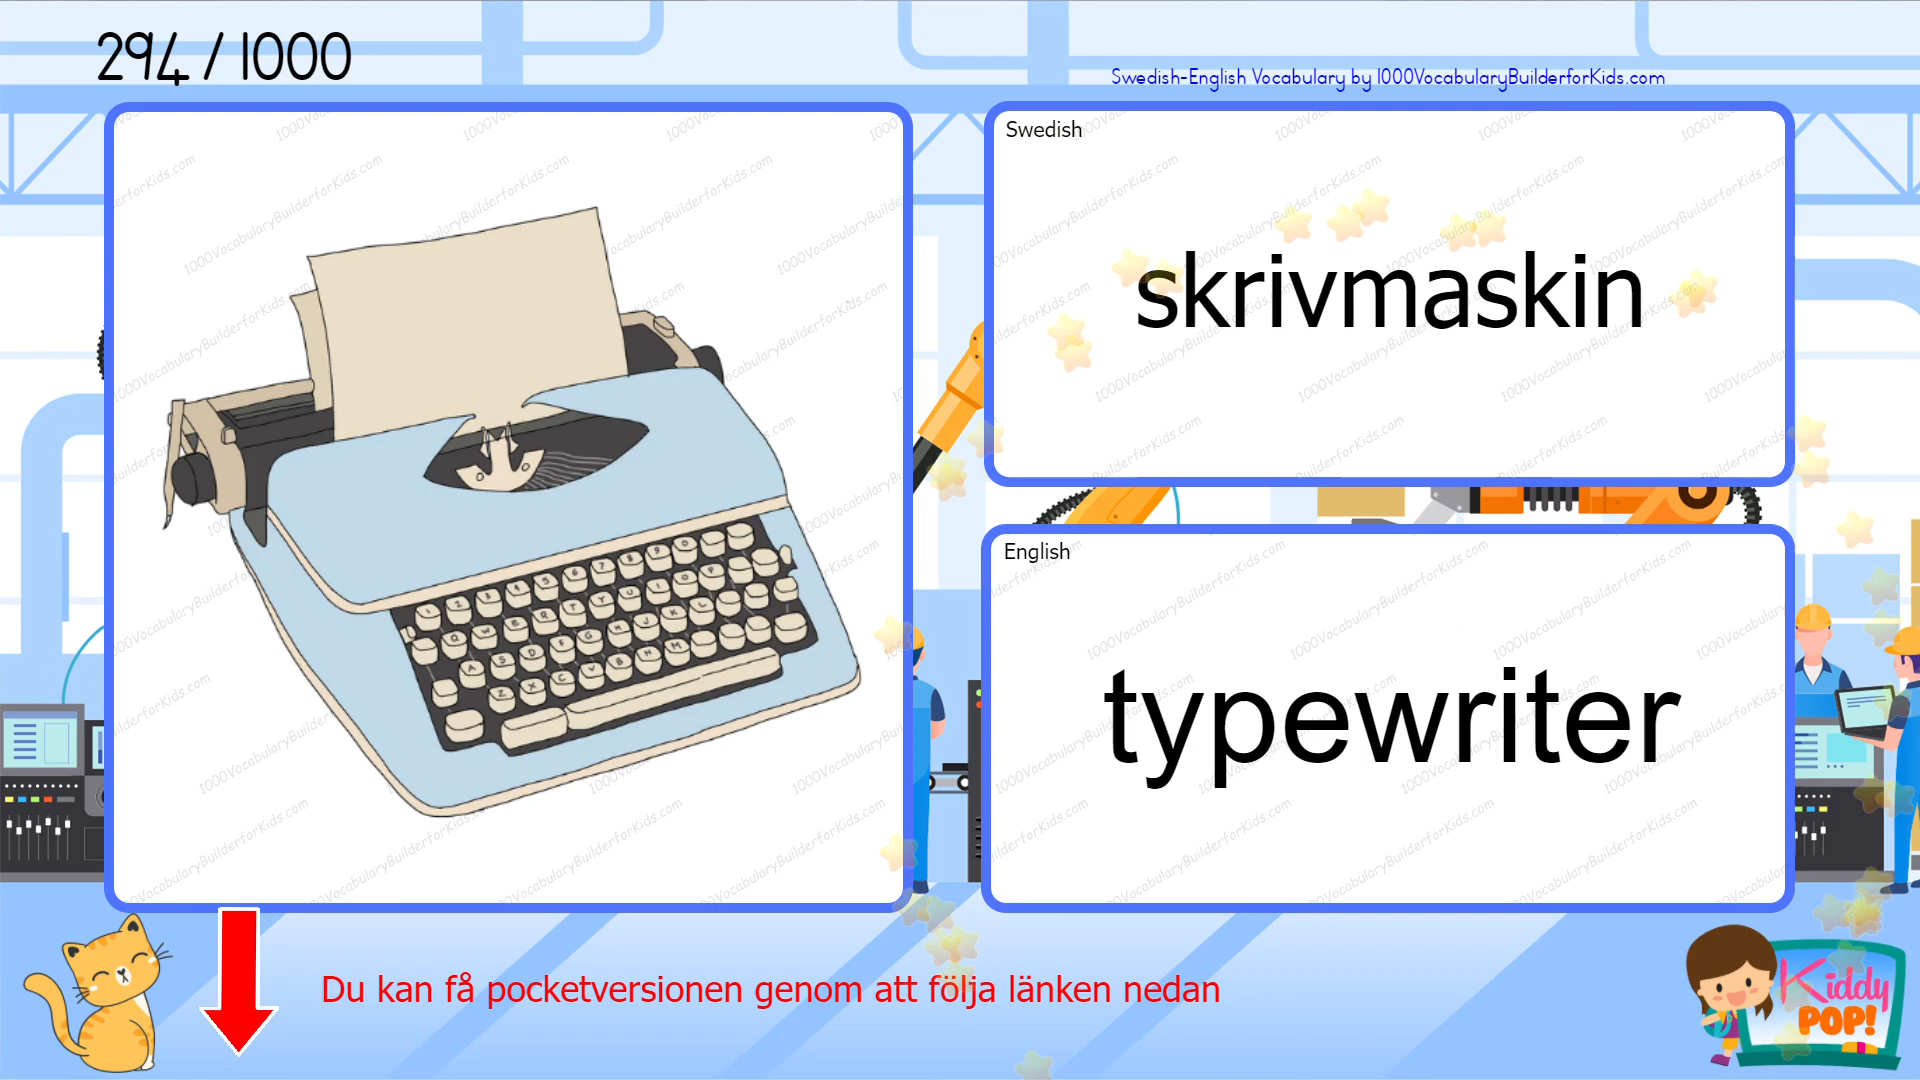 294 / 1000
Swedish-English Vocabulary by 1000VocabularyBuilderforKids.com
Swedish
skrivmaskin
English
typewriter
Du kan få pocketversionen genom att följa länken nedan
Kiddy
POP!